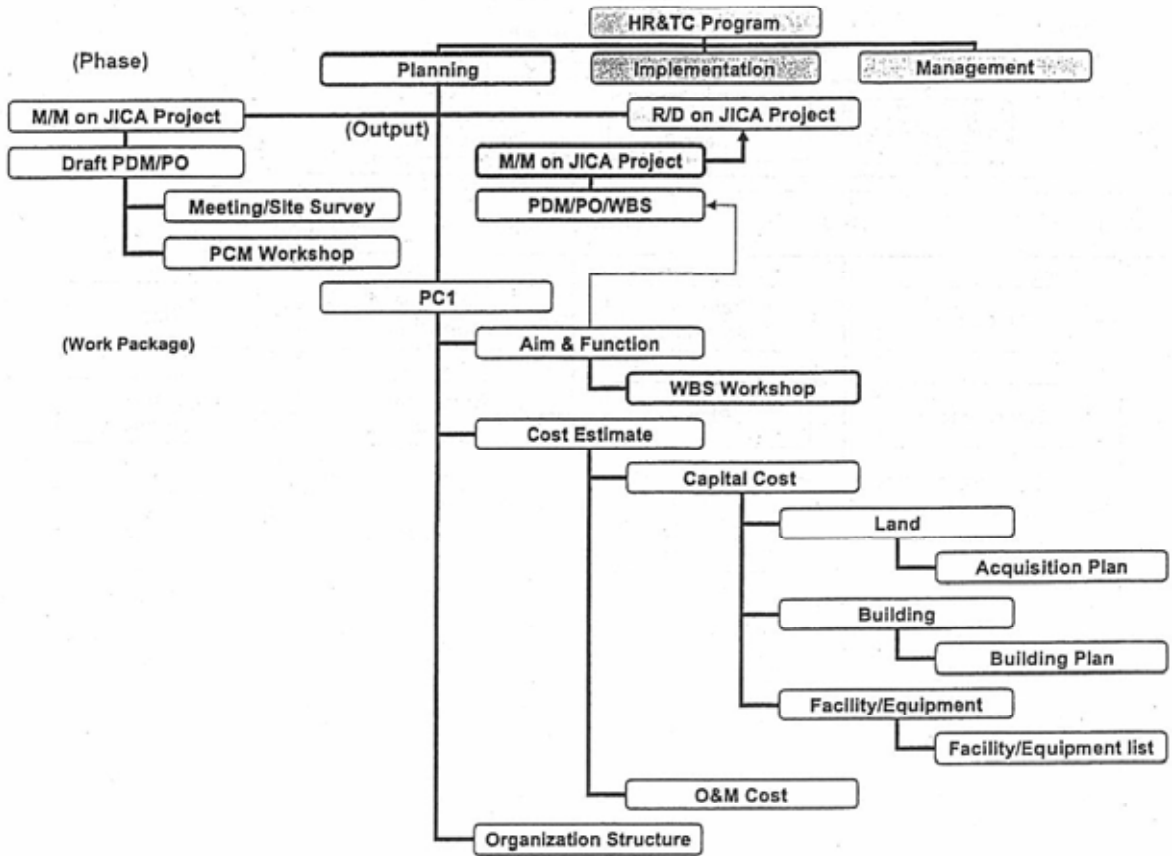 HR&TC Program
(Phase)
Planning
Implementation
Management
M/M on JICA Project
(Output)
R/D on JICA Project
Draft PDM/PO
M/M on JICA Project
Meeting/Site Survey
PDM/PO/WBS
PCM Workshop
PC1
(Work Package)
Aim & Function
WBS Workshop
Cost Estimate
Capital Cost
Land
Acquisition Plan
Building
Building Plan
Facility/Equipment
Facility/Equipment list
O&M Cost
Organization Structure